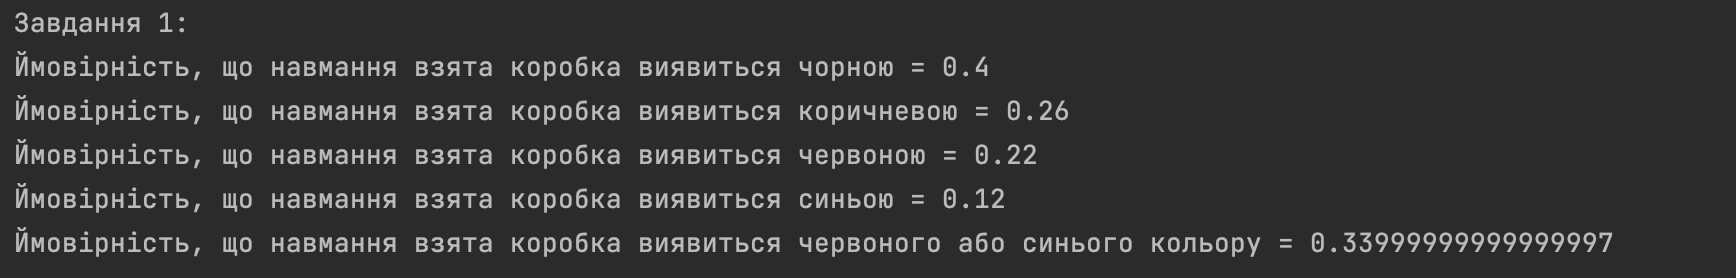 Завдання 1:
Ймовірність, що навмання взята коробка виявиться чорною = 0.4
Ймовірність, що навмання взята коробка виявиться коричневою = 0.26
Ймовірність, що навмання взята коробка виявиться червоною = 0.22
Ймовірність, що навмання взята коробка виявиться синьою = 0.12
Ймовірність, що навмання взята коробка виявиться червоного або синього кольору = 0.33999999999999997